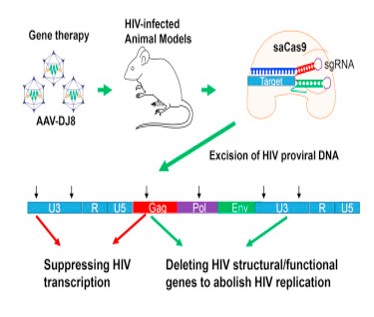 Gene therapy
HIV-infected
Animal Models
saCas9
sgRNA
Target
AAV-DJ8
Excision of HIV proviral DNA
U3 R U5 Gag Pol Env U3 R U5
Suppressing HIV
transcription
Deleting HIV structural/functional
genes to abolish HIV replication